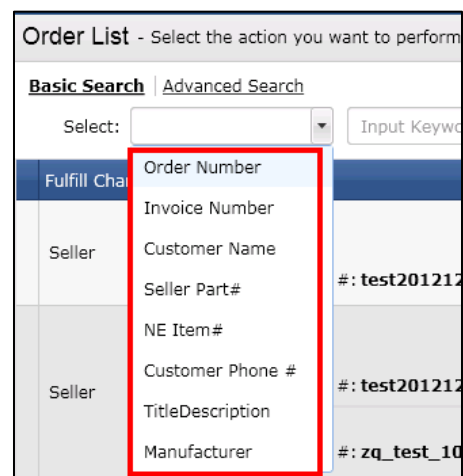 Order List - Select the action you want to perform
Basic Search | Advanced Search
Select: Input Keywo
Fulfill Cha
Order Number
Invoice Number
Customer Name
Seller
Seller Part#
#: test201212
NE Item#
Customer Phone #
Seller
#: test201212
TitleDescription
Manufacturer
#: zq_test_10